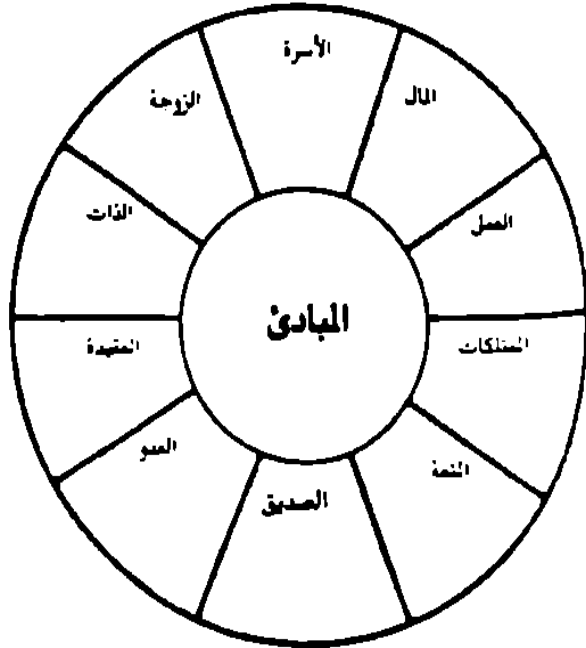 الأسرة
المال
الزوجة
العمل
الذات
المبادئ
الممتلكات
العقيدة
العدو
المتعة
الصديق